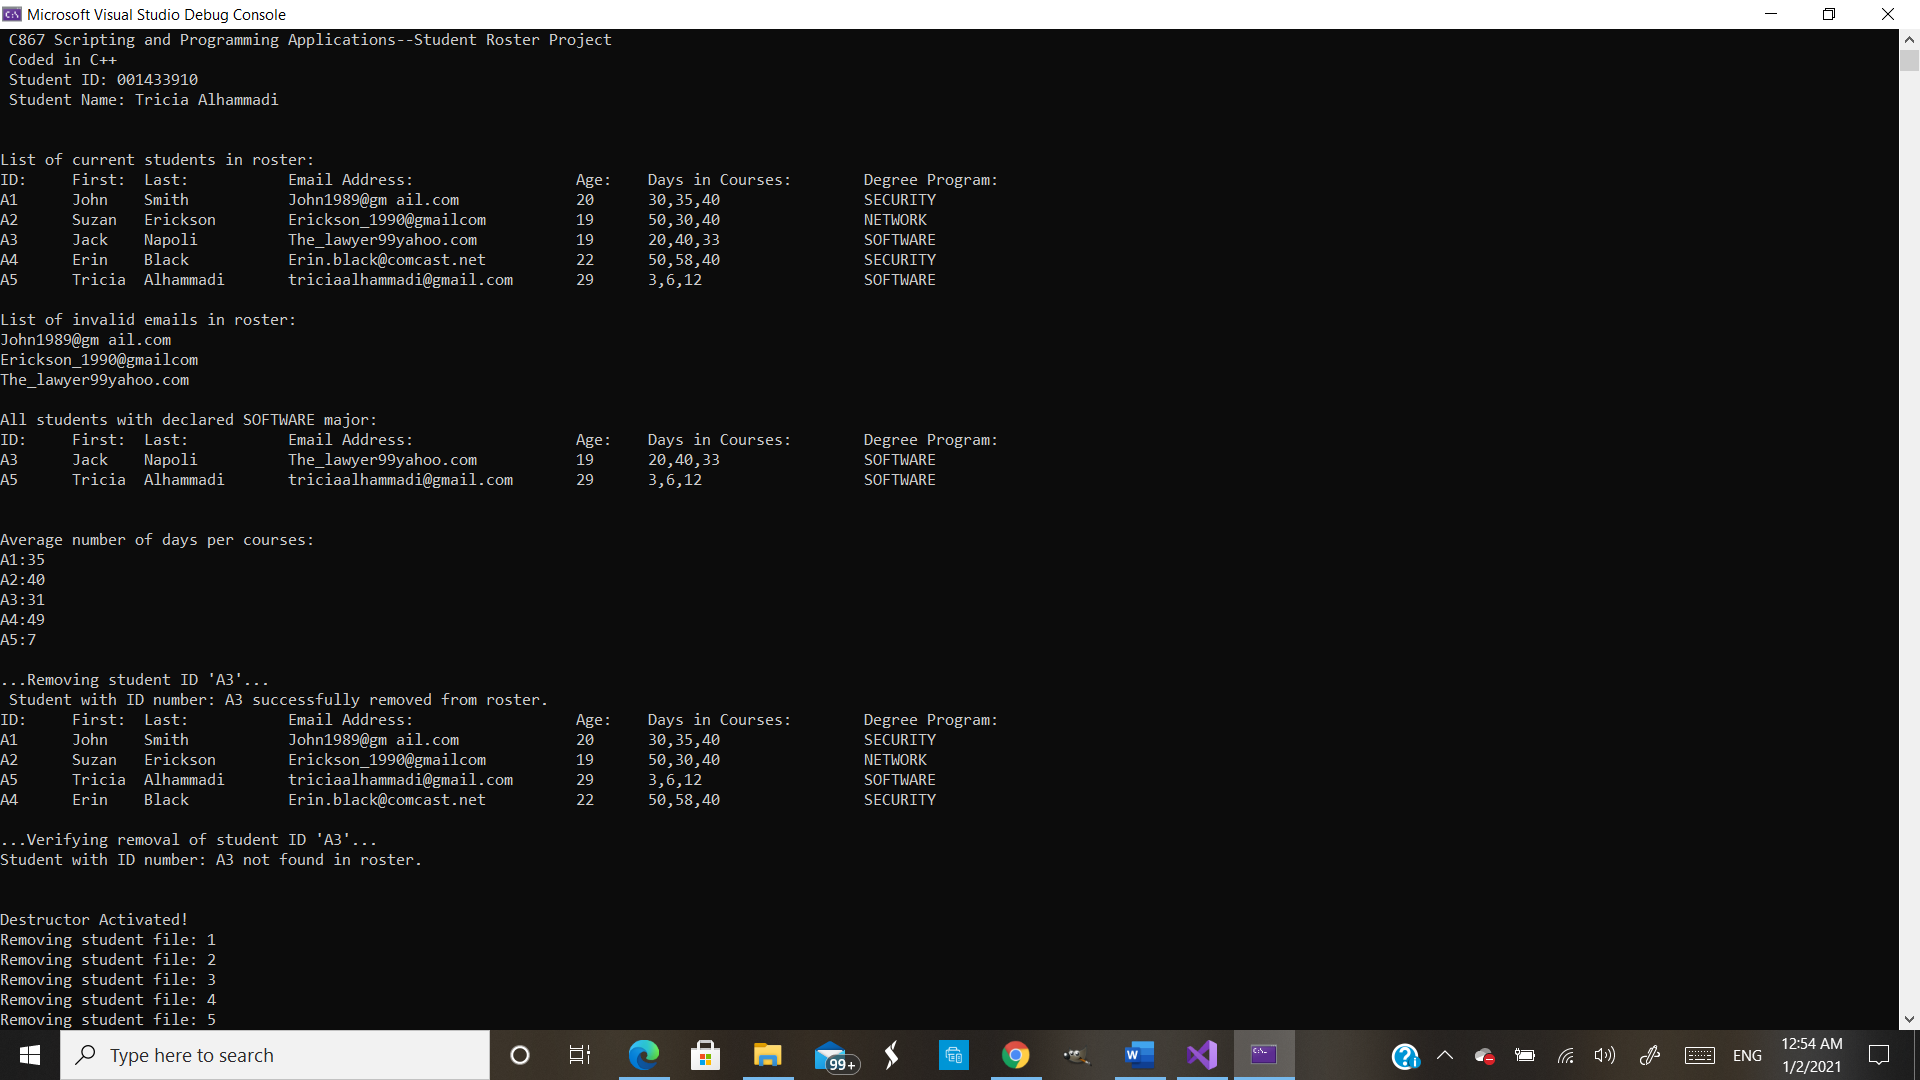 Microsoft Visual Studio Debug Console
C867 Scripting and Programming Applications--Student Roster Project
Coded in C++
Student ID: 001433910
Student Name: Tricia Alhammadi
List of current students in roster:
ID: First: Last: Email Address: Age: Days in Courses: Degree Program:
A1 John Smith John1989@gm ail.com 20 30,35,40 SECURITY
A2 Suzan Erickson Erickson_1990@gmailcom 19 50,30,40 NETWORK
A3 Jack Napoli The_lawyer99yahoo.com 19 20,40,33 SOFTWARE
A4 Erin Black Erin.black@comcast.net 22 50,58,40 SECURITY
A5 Tricia Alhammadi triciaalhammadi@gmail.com 29 3,6,12 SOFTWARE
List of invalid emails in roster:
John1989@gm ail.com
Erickson_1990@gmailcom
The_lawyer99yahoo.com
All students with declared SOFTWARE major:
ID: First: Last: Email Address: Age: Days in Courses: Degree Program:
A3 Jack Napoli The_lawyer99yahoo.com 19 20,40,33 SOFTWARE
A5 Tricia Alhammadi triciaalhammadi@gmail.com 29 3,6,12 SOFTWARE
Average number of days per courses:
A1:35
A2:40
A3:31
A4:49
A5:7
...Removing student ID 'A3'...
Student with ID number: A3 successfully removed from roster.
ID: First: Last: Email Address: Age: Days in Courses: Degree Program:
A1 John Smith John1989@gm ail.com 20 30,35,40 SECURITY
A2 Suzan Erickson Erickson_1990@gmailcom 19 50,30,40 NETWORK
A5 Tricia Alhammadi triciaalhammadi@gmail.com 29 3,6,12 SOFTWARE
A4 Erin Black Erin.black@comcast.net 22 50,58,40 SECURITY
...Verifying removal of student ID 'A3'...
Student with ID number: A3 not found in roster.
Destructor Activated!
Removing student file: 1
Removing student file: 2
Removing student file: 3
Removing student file: 4
Removing student file: 5
Type here to search
99+
ENG
12:54 AM
1/2/2021